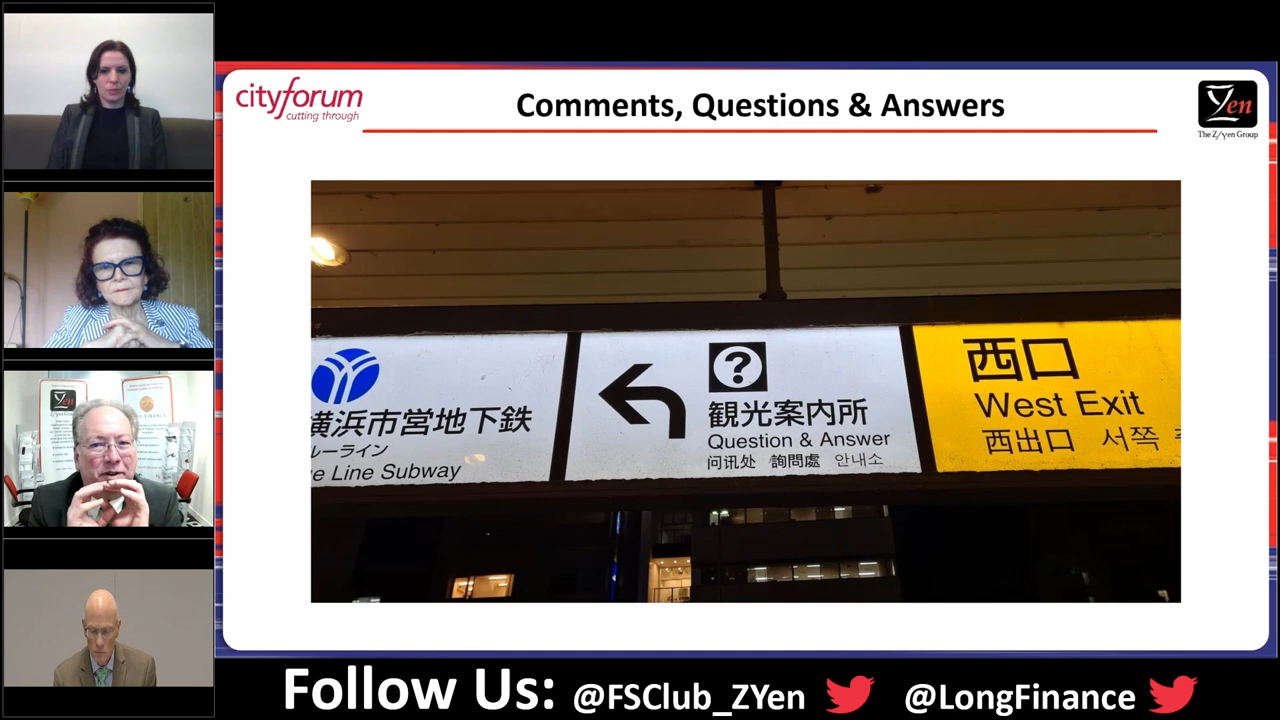 cityforum
cutting through
Comments, Questions & Answers
Zen
The Z/Yen Group
横浜市営地下鉄
ルーライン
e Line Subway
?
観光案内所
Question & Answer
问讯处 詢問處 안내소
西口
West Exit
西出口 서쪽
Follow Us: @FSClub_ZYen @LongFinance